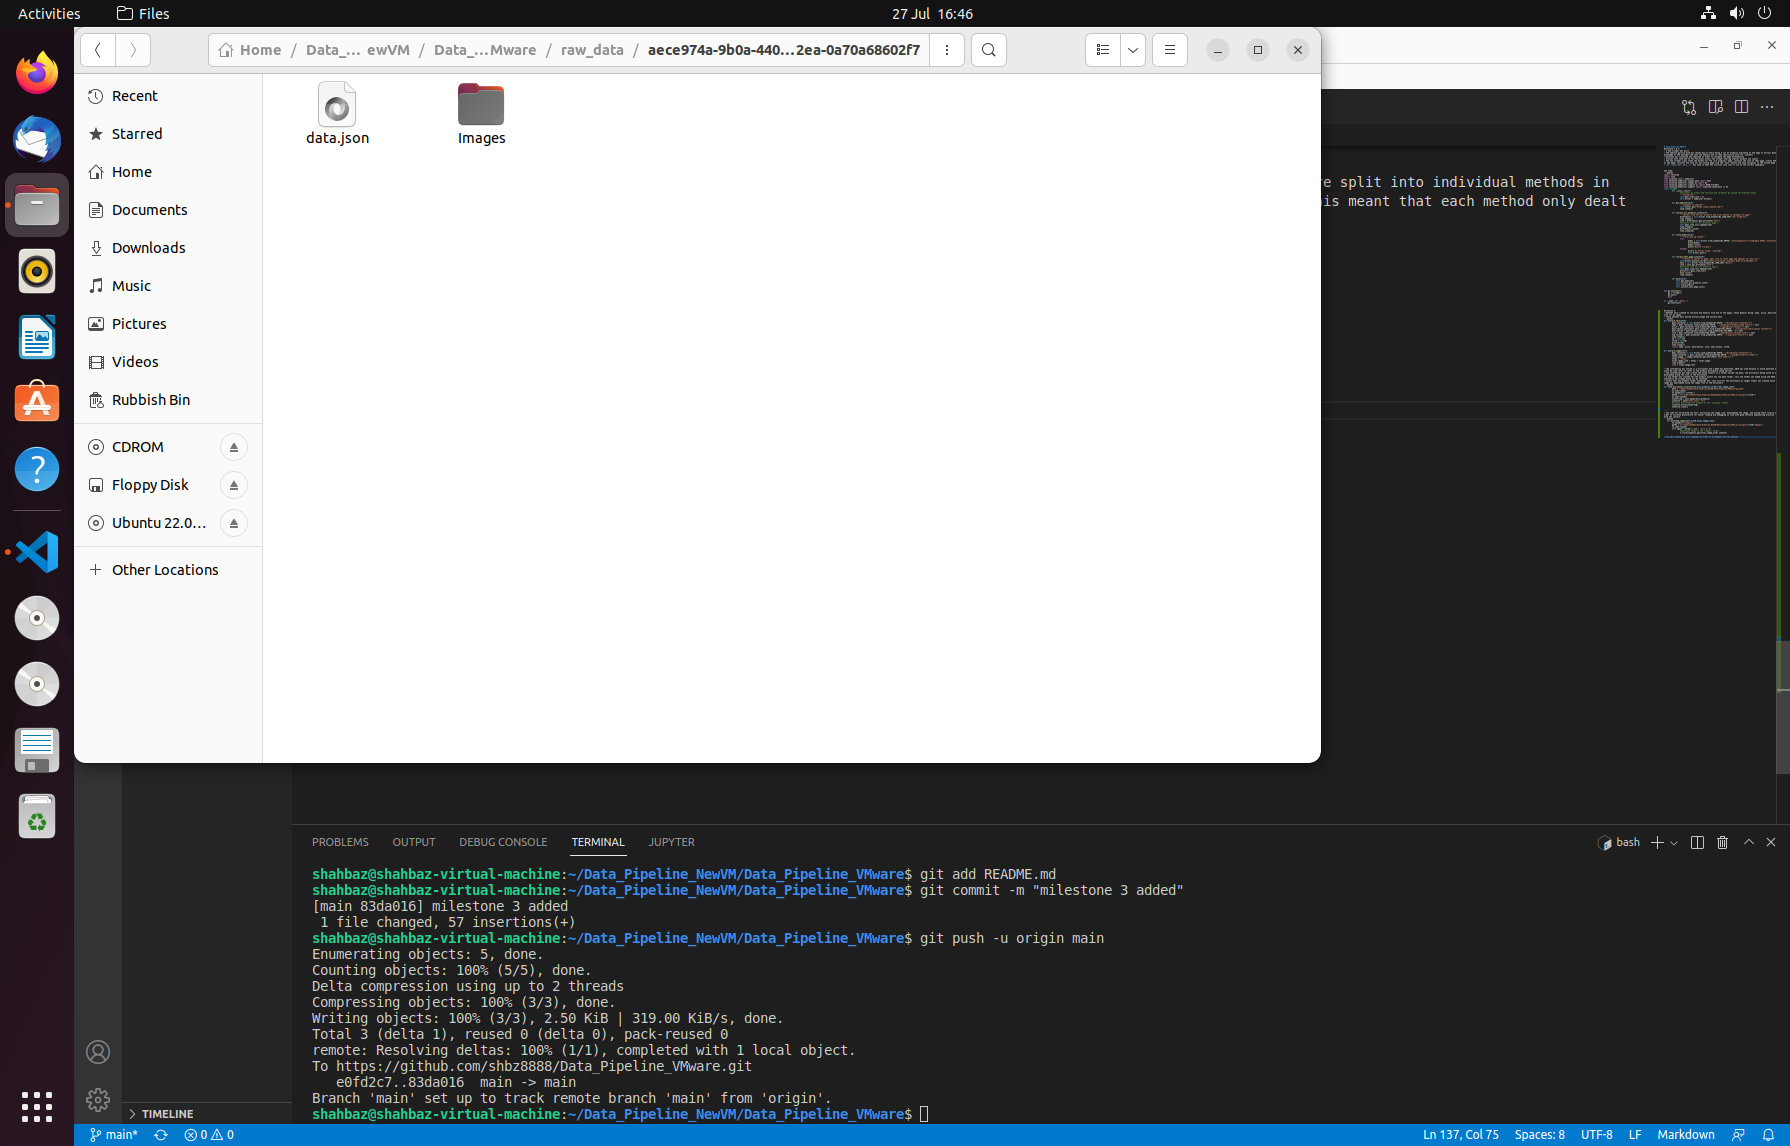 Activities
Files
27 Jul 16:46
Home / Data_... ewVM / Data_...Mware / raw_data / aece974a-9b0a-440...2ea-0a70a68602f7
Recent
Starred
Home
Documents
Downloads
Music
Pictures
Videos
Rubbish Bin
CDROM
Floppy Disk
Ubuntu 22.0...
Other Locations
data.json
Images
e split into individual methods in
is meant that each method only dealt
PROBLEMS OUTPUT DEBUG CONSOLE TERMINAL JUPYTER
bash
shahbaz@shahbaz-virtual-machine:~/Data_Pipeline_NewVM/Data_Pipeline_VMware$ git add README.md
shahbaz@shahbaz-virtual-machine:~/Data_Pipeline_NewVM/Data_Pipeline_VMware$ git commit -m "milestone 3 added"
[main 83da016] milestone 3 added
1 file changed, 57 insertions(+)
shahbaz@shahbaz-virtual-machine:~/Data_Pipeline_NewVM/Data_Pipeline_VMware$ git push -u origin main
Enumerating objects: 5, done.
Counting objects: 100% (5/5), done.
Delta compression using up to 2 threads
Compressing objects: 100% (3/3), done.
Writing objects: 100% (3/3), 2.50 KiB | 319.00 KiB/s, done.
Total 3 (delta 1), reused 0 (delta 0), pack-reused 0
remote: Resolving deltas: 100% (1/1), completed with 1 local object.
To https://github.com/shbz8888/Data_Pipeline_VMware.git
e0fd2c7..83da016 main -> main
Branch 'main' set up to track remote branch 'main' from 'origin'.
shahbaz@shahbaz-virtual-machine:~/Data_Pipeline_NewVM/Data_Pipeline_VMware$
TIMELINE
main*
0 0
Ln 137, Col 75 Spaces: 8 UTF-8 LF Markdown